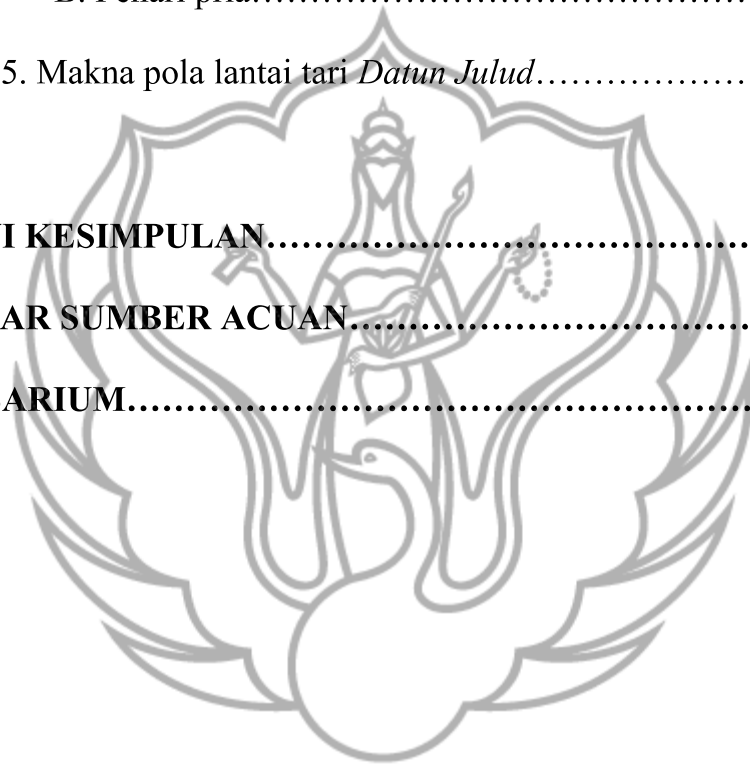 5. Makna pola lantai tari Datun Julud……………….
I KESIMPULAN……………………………………….
AR SUMBER ACUAN…………………………………
ARIUM…………………………………………………